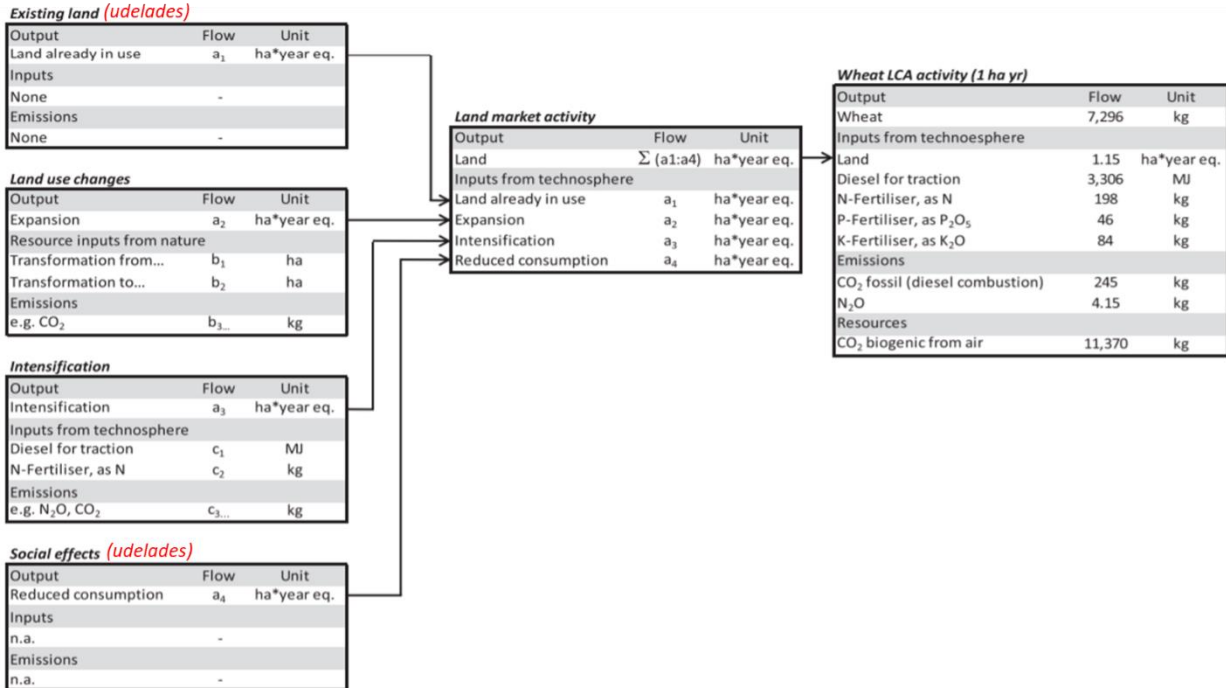 Existing land (udelades)
Output Flow Unit
Land already in use a₁ ha*year eq.
Inputs
None -
Emissions
None -
Land use changes
Output Flow Unit
Expansion a₂ ha*year eq.
Resource inputs from nature
Transformation from... b₁ ha
Transformation to... b₂ ha
Emissions
e.g. CO₂ b₃... kg
Intensification
Output Flow Unit
Intensification a₃ ha*year eq.
Inputs from technosphere
Diesel for traction c₁ MJ
N-Fertiliser, as N c₂ kg
Emissions
e.g. N₂O, CO₂ c₃... kg
Social effects (udelades)
Output Flow Unit
Reduced consumption a₄ ha*year eq.
Inputs
n.a. -
Emissions
n.a. -
Land market activity
Output Flow Unit
Land Σ (a1:a4) ha*year eq.
Inputs from technosphere
Land already in use a₁ ha*year eq.
Expansion a₂ ha*year eq.
Intensification a₃ ha*year eq.
Reduced consumption a₄ ha*year eq.
Wheat LCA activity (1 ha yr)
Output Flow Unit
Wheat 7,296 kg
Inputs from technoesphere
Land 1.15 ha*year eq.
Diesel for traction 3,306 MJ
N-Fertiliser, as N 198 kg
P-Fertiliser, as P₂O₅ 46 kg
K-Fertiliser, as K₂O 84 kg
Emissions
CO₂ fossil (diesel combustion) 245 kg
N₂O 4.15 kg
Resources
CO₂ biogenic from air 11,370 kg